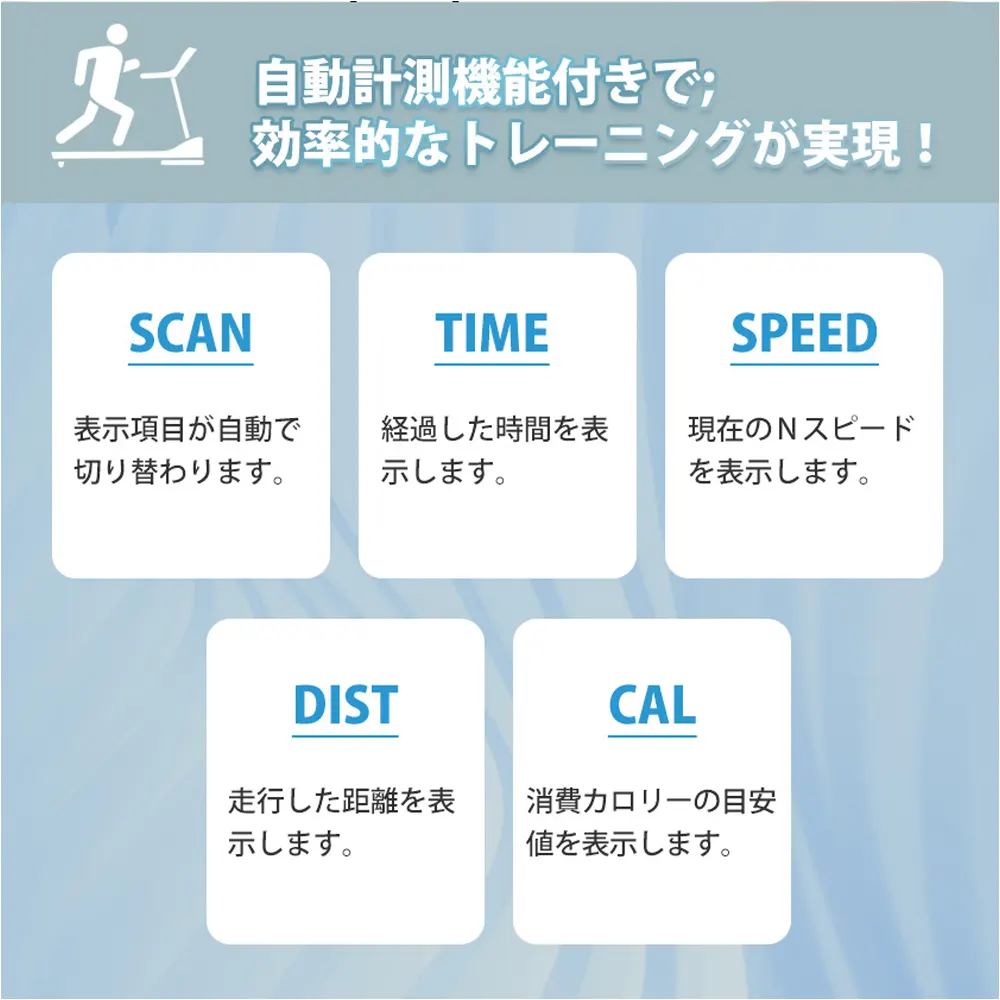 自動計測機能付きで;
効率的なトレーニングが実現！
SCAN
表示項目が自動で
切り替わります。
TIME
経過した時間を表
示します。
SPEED
現在のＮスピード
を表示します。
DIST
走行した距離を表
示します。
CAL
消費カロリーの目安
値を表示します。